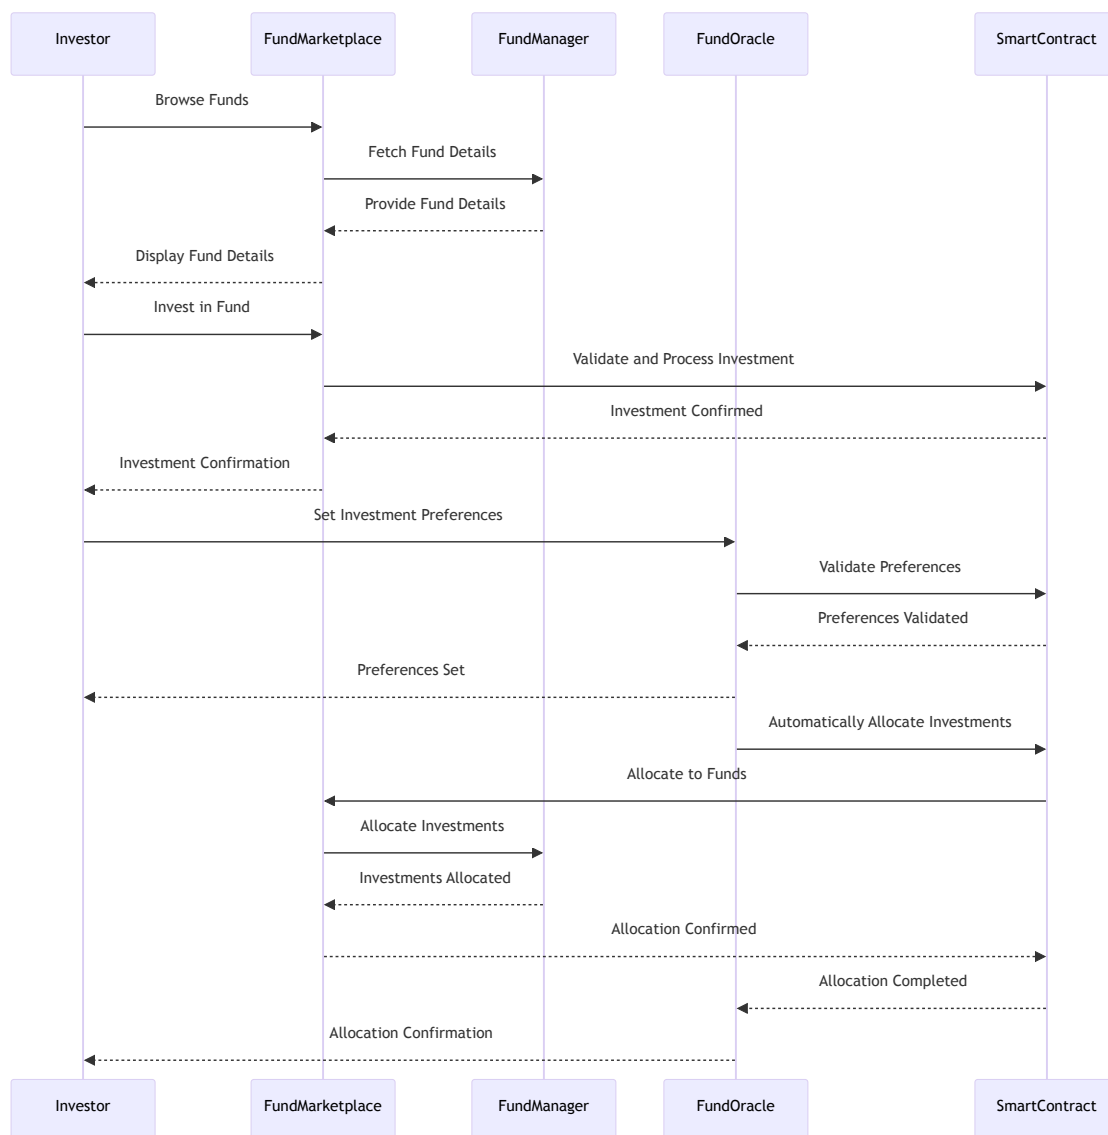 Investor FundMarketplace FundManager FundOracle SmartContract
Browse Funds
Fetch Fund Details
Provide Fund Details
Display Fund Details
Invest in Fund
Validate and Process Investment
Investment Confirmed
Investment Confirmation
Set Investment Preferences
Validate Preferences
Preferences Validated
Preferences Set
Automatically Allocate Investments
Allocate to Funds
Allocate Investments
Investments Allocated
Allocation Confirmed
Allocation Completed
Allocation Confirmation
Investor FundMarketplace FundManager FundOracle SmartContract